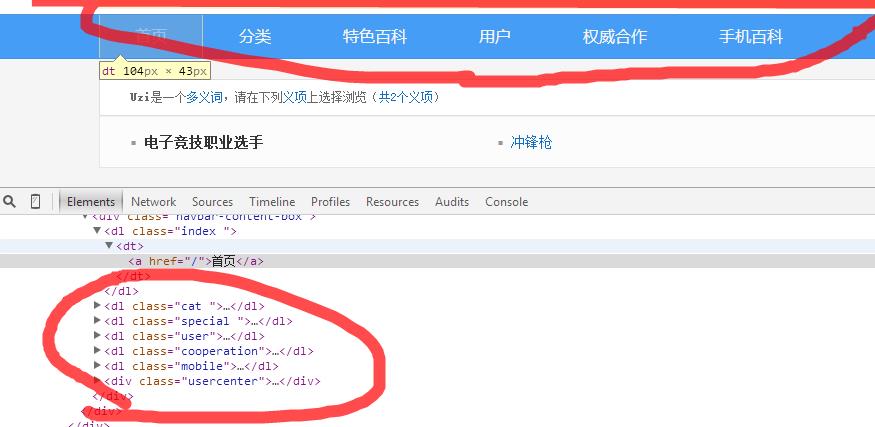 首页 分类 特色百科 用户 权威合作 手机百科
dt 104px × 43px
Uzi是一个多义词，请在下列义项上选择浏览（共2个义项）
▪ 电子竞技职业选手 ▪ 冲锋枪
Elements Network Sources Timeline Profiles Resources Audits Console
<div class="navbar-content-box">
<dl class="index ">
<dt>
<a href="/">首页</a>
</dt>
</dl>
<dl class="cat ">…</dl>
<dl class="special ">…</dl>
<dl class="user">…</dl>
<dl class="cooperation">…</dl>
<dl class="mobile">…</dl>
<div class="usercenter">…</div>
</div>
</div>
</div>